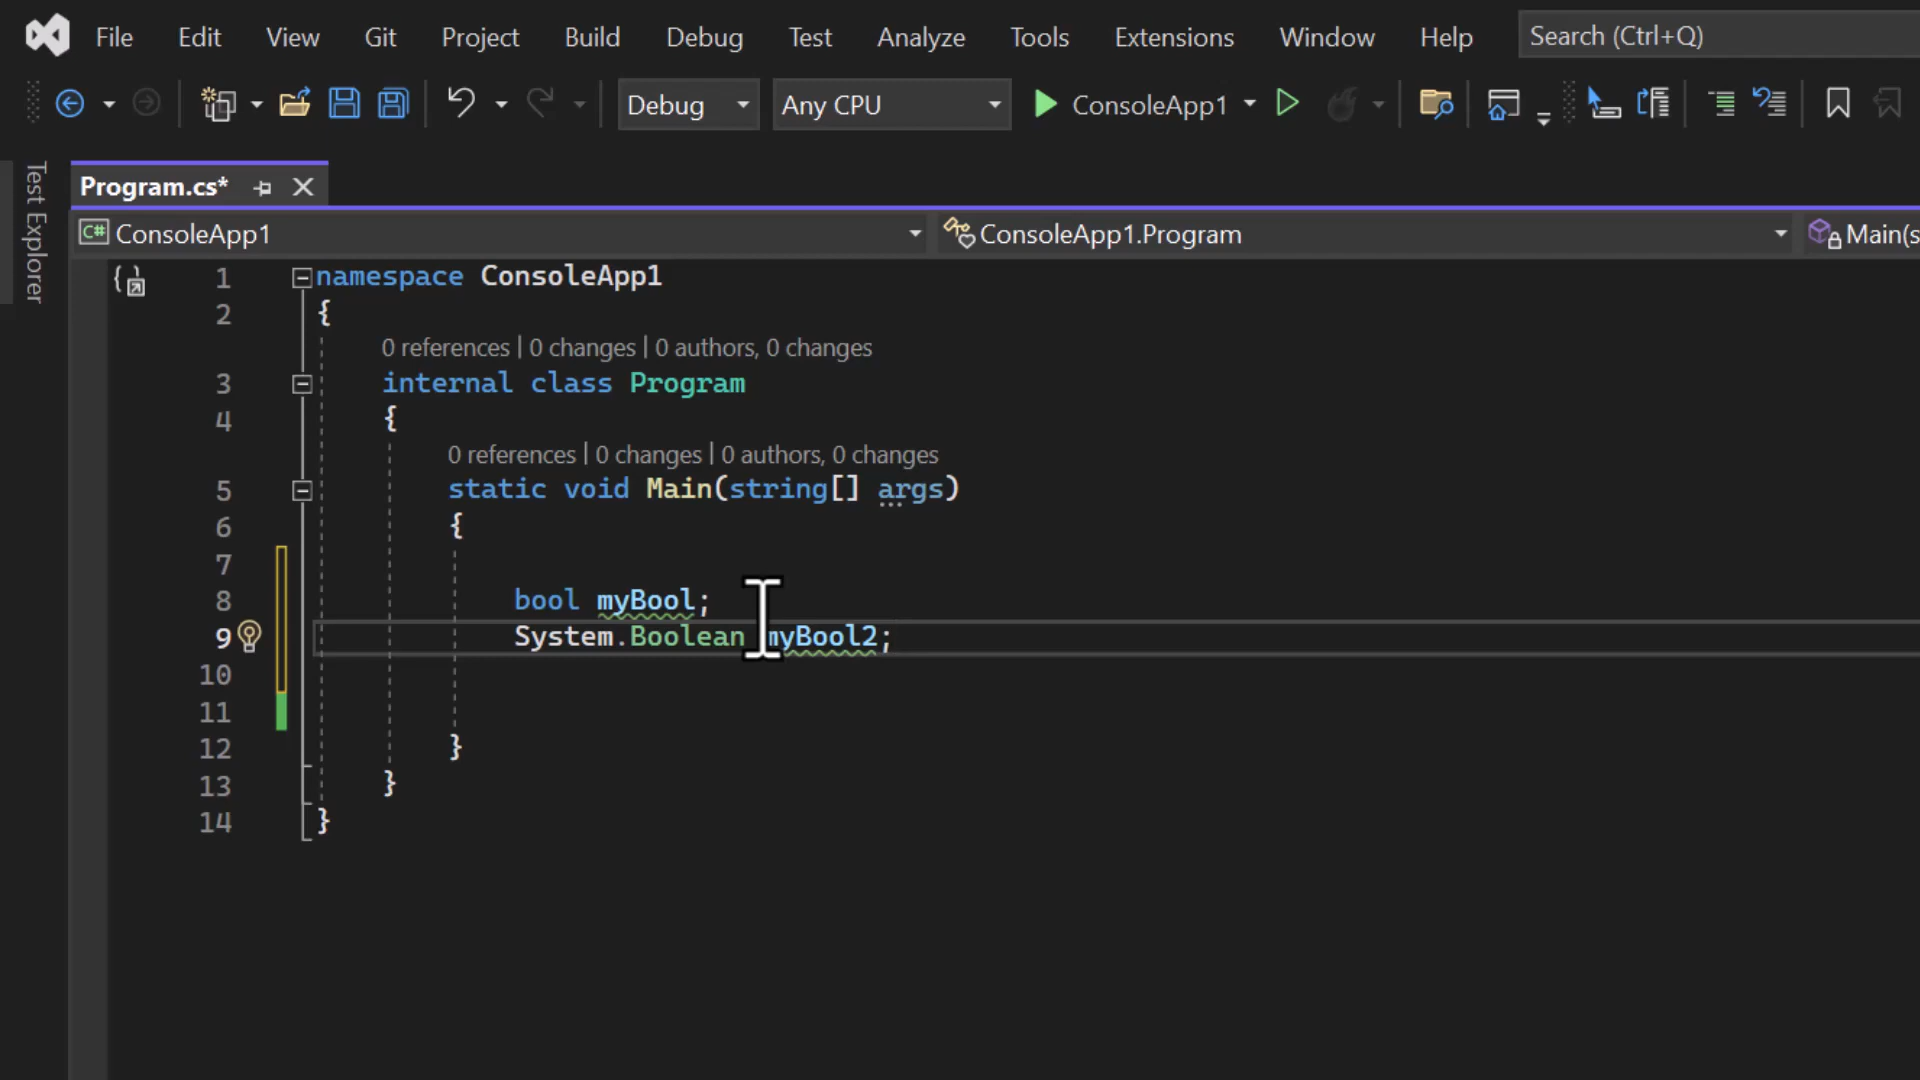 File Edit View Git Project Build Debug Test Analyze Tools Extensions Window Help Search (Ctrl+Q)
Debug Any CPU ConsoleApp1
Test Explorer
Program.cs*
C# ConsoleApp1 ConsoleApp1.Program Main(s
1 namespace ConsoleApp1
2 {
0 references | 0 changes | 0 authors, 0 changes
3 internal class Program
4 {
0 references | 0 changes | 0 authors, 0 changes
5 static void Main(string[] args)
6 {
7
8 bool myBool;
9 System.Boolean myBool2;
10
11
12 }
13 }
14 }